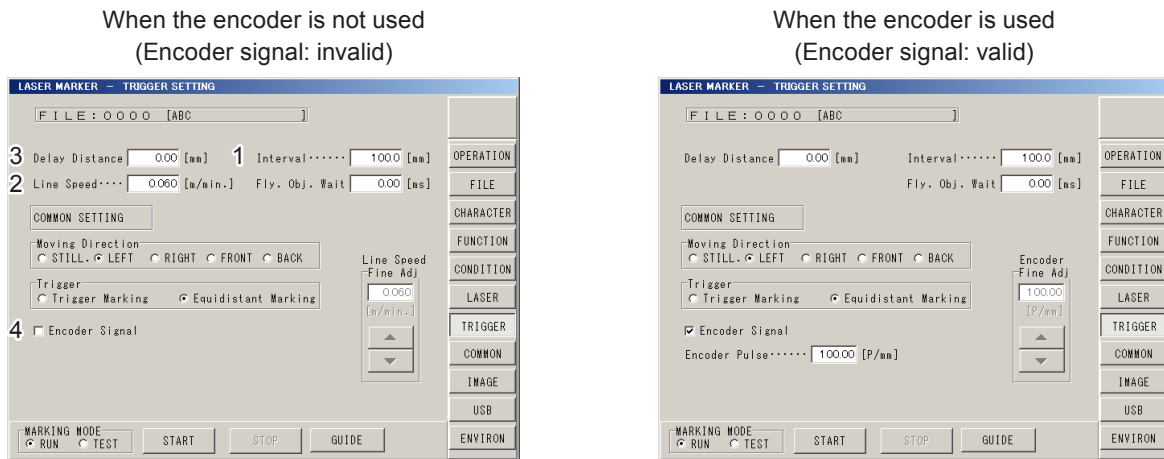 When the encoder is not used
(Encoder signal: invalid)
LASER MARKER － TRIGGER SETTING
FILE:0000 [ABC ]
3 Delay Distance 0.00 [mm] 1 Interval······ 100.0 [mm]
2 Line Speed···· 0.060 [m/min.] Fly. Obj. Wait 0.00 [ms]
COMMON SETTING
Moving Direction
STILL. LEFT RIGHT FRONT BACK
Trigger
Trigger Marking Equidistant Marking
4 Encoder Signal
Line Speed
Fine Adj
0.060
[m/min.]
MARKING MODE
RUN TEST
START STOP GUIDE
OPERATION
FILE
CHARACTER
FUNCTION
CONDITION
LASER
TRIGGER
COMMON
IMAGE
USB
ENVIRON
When the encoder is used
(Encoder signal: valid)
LASER MARKER － TRIGGER SETTING
FILE:0000 [ABC ]
Delay Distance 0.00 [mm] Interval······ 100.0 [mm]
Fly. Obj. Wait 0.00 [ms]
COMMON SETTING
Moving Direction
STILL. LEFT RIGHT FRONT BACK
Trigger
Trigger Marking Equidistant Marking
Encoder Signal
Encoder Pulse······ 100.00 [P/mm]
Encoder
Fine Adj
100.00
[P/mm]
MARKING MODE
RUN TEST
START STOP GUIDE
OPERATION
FILE
CHARACTER
FUNCTION
CONDITION
LASER
TRIGGER
COMMON
IMAGE
USB
ENVIRON